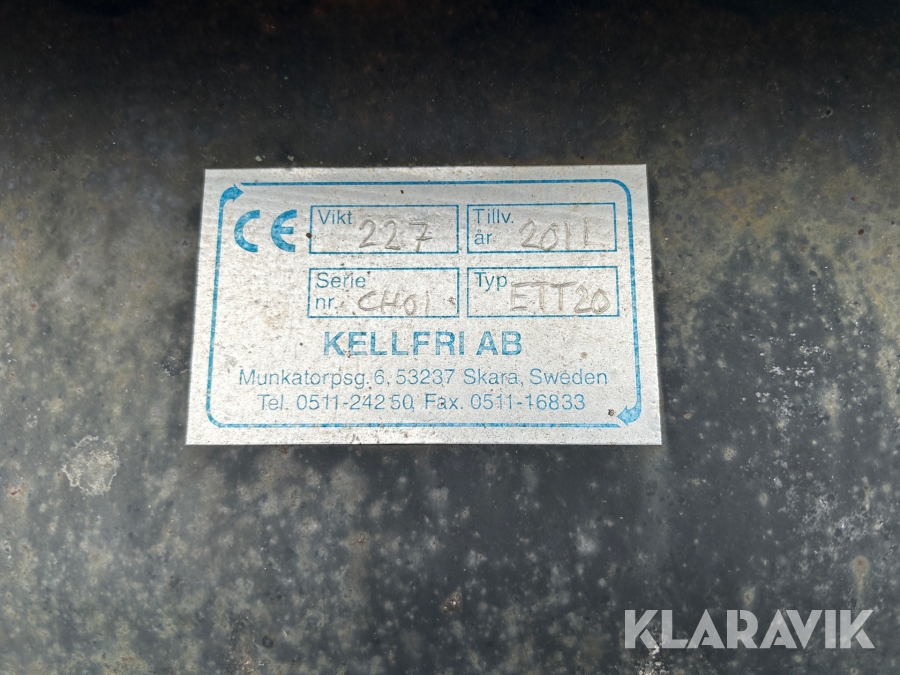 CE Vikt 227 Tillv. år 2011
Serie nr. CH01 Typ ETT20
KELLFRI AB
Munkatorpsg. 6, 53237 Skara, Sweden
Tel. 0511-242 50, Fax. 0511-16833
KLARAVIK